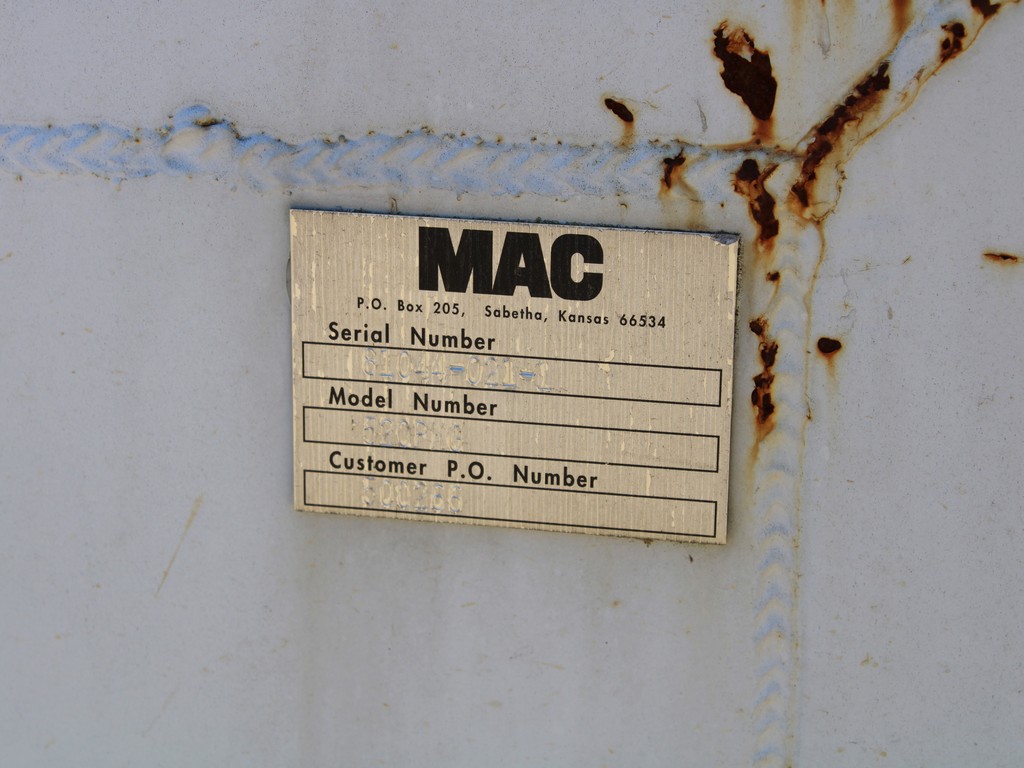 MAC
P.O. Box 205, Sabetha, Kansas 66534
Serial Number
Model Number
Customer P.O. Number